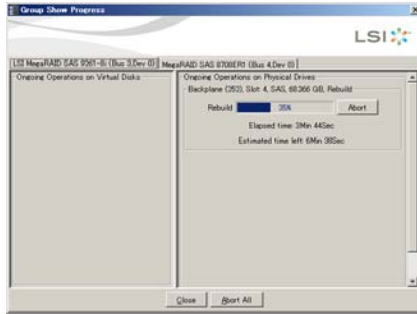 Group Show Progress
LSI
LSI MegaRAID SAS 9261-8i (Bus 3,Dev 0)
MegaRAID SAS 8708ER1 (Bus 4,Dev 0)
Ongoing Operations on Virtual Disks
Ongoing Operations on Physical Drives
Backplane (252), Slot: 4, SAS, 68.366 GB, Rebuild
Rebuild 35% Abort
Elapsed time: 3Min 44Sec
Estimated time left: 6Min 38Sec
Close Abort All